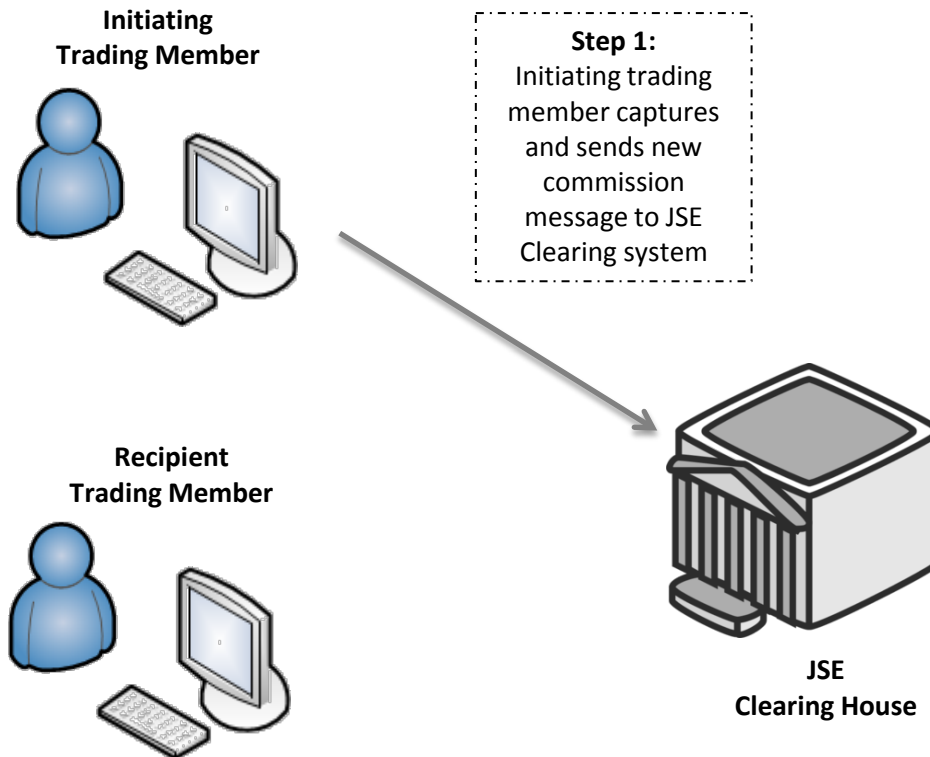 Initiating
Trading Member
Step 1:
Initiating trading
member captures
and sends new
commission
message to JSE
Clearing system
Recipient
Trading Member
JSE
Clearing House